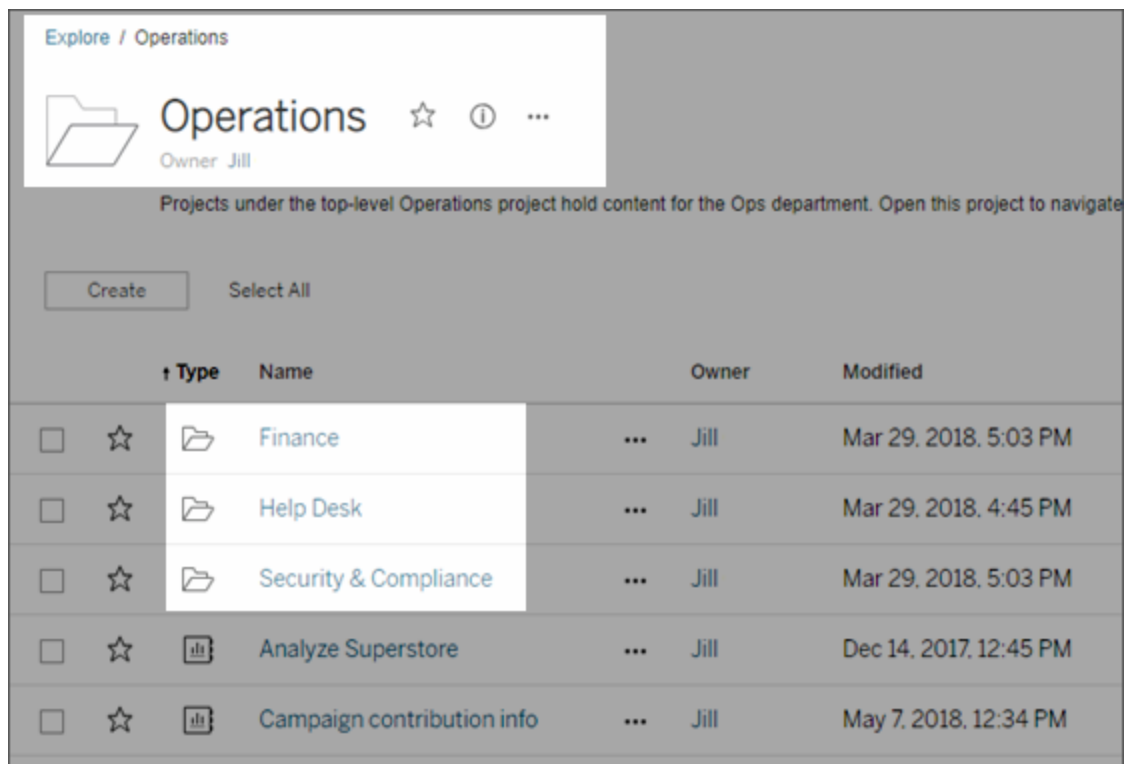 Explore / Operations
Operations
Owner Jill
Projects under the top-level Operations project hold content for the Ops department. Open this project to navigate
Create Select All
↑ Type Name Owner Modified
Finance ... Jill Mar 29, 2018, 5:03 PM
Help Desk ... Jill Mar 29, 2018, 4:45 PM
Security & Compliance ... Jill Mar 29, 2018, 5:03 PM
Analyze Superstore ... Jill Dec 14, 2017, 12:45 PM
Campaign contribution info ... Jill May 7, 2018, 12:34 PM